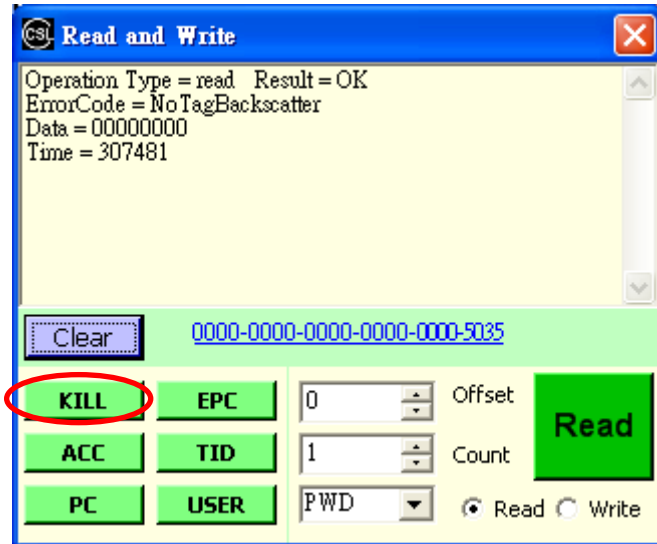 CSL Read and Write
Operation Type = read Result = OK
ErrorCode = NoTagBackscatter
Data = 00000000
Time = 307481
Clear 0000-0000-0000-0000-0000-5035
KILL EPC 0 Offset Read
ACC TID 1 Count
PC USER PWD Read Write